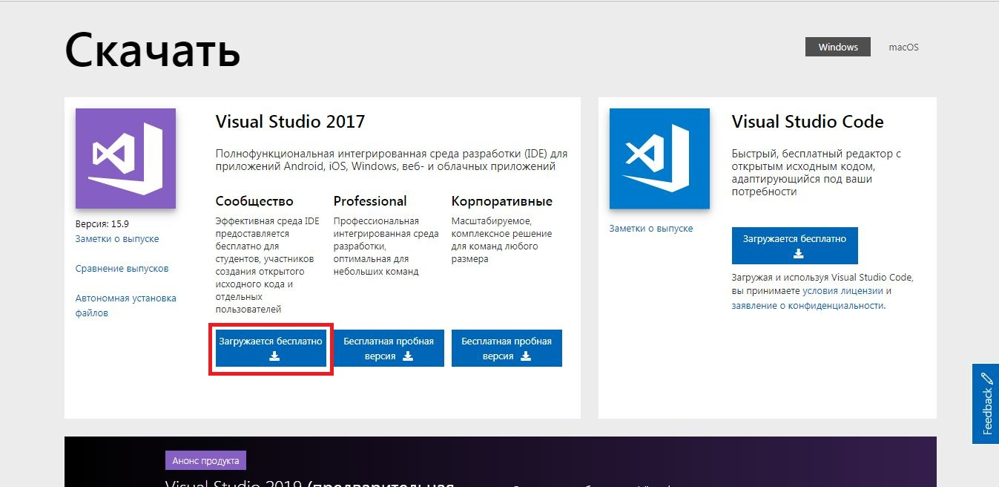 Скачать
Windows
macOS
Visual Studio 2017
Полнофункциональная интегрированная среда разработки (IDE) для
приложений Android, iOS, Windows, веб- и облачных приложений
Версия: 15.9
Заметки о выпуске
Сравнение выпусков
Автономная установка
файлов
Сообщество
Эффективная среда IDE
предоставляется
бесплатно для
студентов, участников
создания открытого
исходного кода и
отдельных
пользователей
Загружается бесплатно
Professional
Профессиональная
интегрированная среда
разработки,
оптимальная для
небольших команд
Бесплатная пробная
версия
Корпоративные
Масштабируемое,
комплексное решение
для команд любого
размера
Бесплатная пробная
версия
Visual Studio Code
Быстрый, бесплатный редактор с
открытым исходным кодом,
адаптирующийся под ваши
потребности
Заметки о выпуске
Загружается бесплатно
Загружая и используя Visual Studio Code,
вы принимаете условия лицензии и
заявление о конфиденциальности.
Feedback
Анонс продукта
Visual Studio 2019 (предварительная